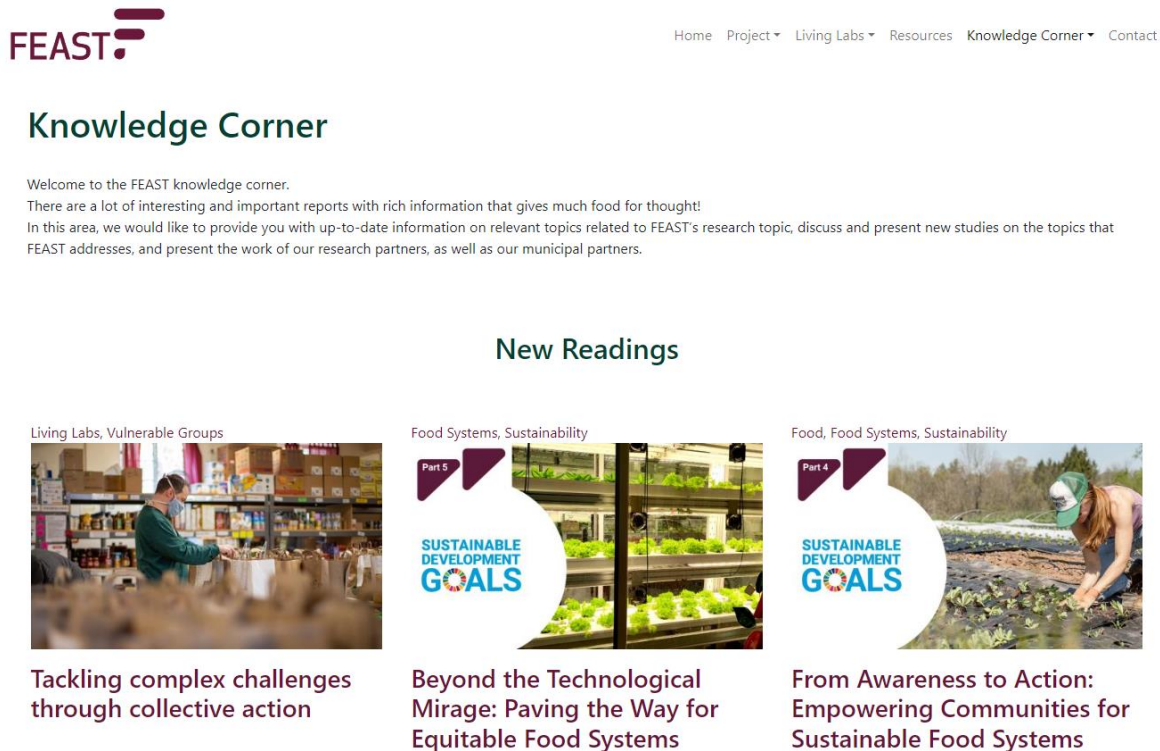 FEAST
Home Project Living Labs Resources Knowledge Corner Contact
Knowledge Corner
Welcome to the FEAST knowledge corner.
There are a lot of interesting and important reports with rich information that gives much food for thought!
In this area, we would like to provide you with up-to-date information on relevant topics related to FEAST's research topic, discuss and present new studies on the topics that
FEAST addresses, and present the work of our research partners, as well as our municipal partners.
New Readings
Living Labs, Vulnerable Groups
Tackling complex challenges
through collective action
Food Systems, Sustainability
Part 5
SUSTAINABLE
DEVELOPMENT
GOALS
Beyond the Technological
Mirage: Paving the Way for
Equitable Food Systems
Food, Food Systems, Sustainability
Part 4
SUSTAINABLE
DEVELOPMENT
GOALS
From Awareness to Action:
Empowering Communities for
Sustainable Food Systems